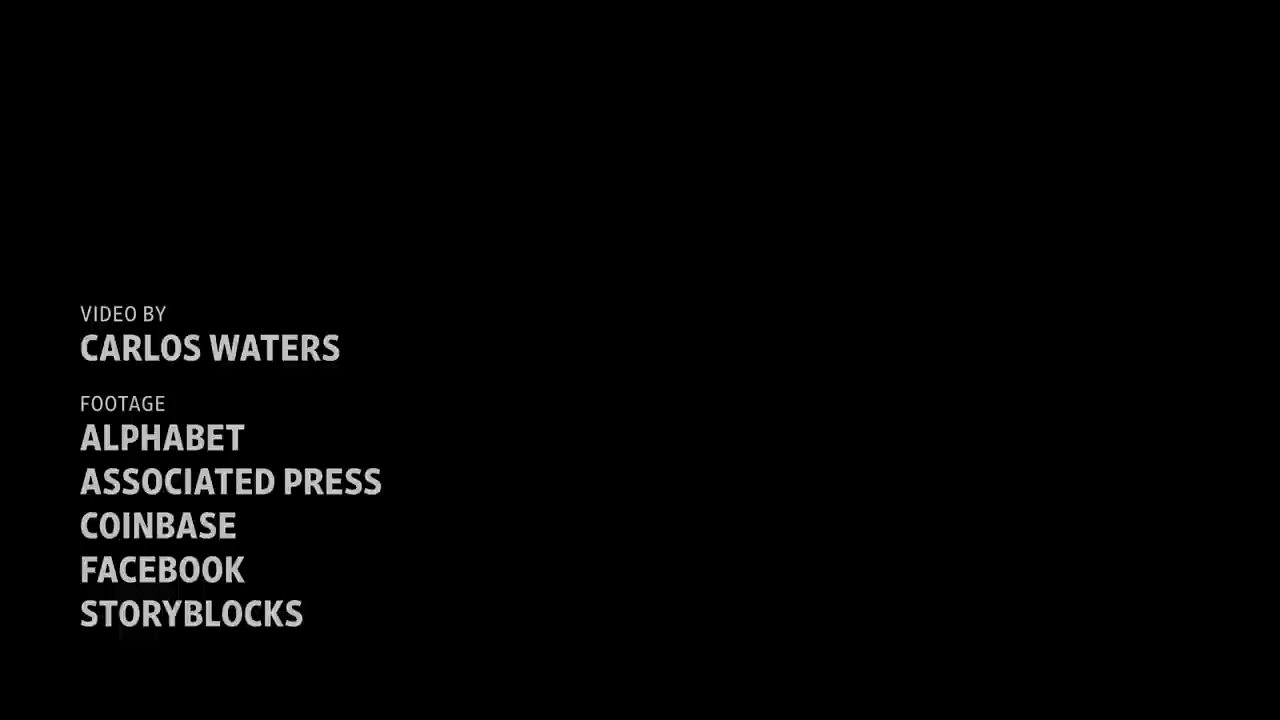 VIDEO BY
CARLOS WATERS
FOOTAGE
ALPHABET
ASSOCIATED PRESS
COINBASE
FACEBOOK
STORYBLOCKS